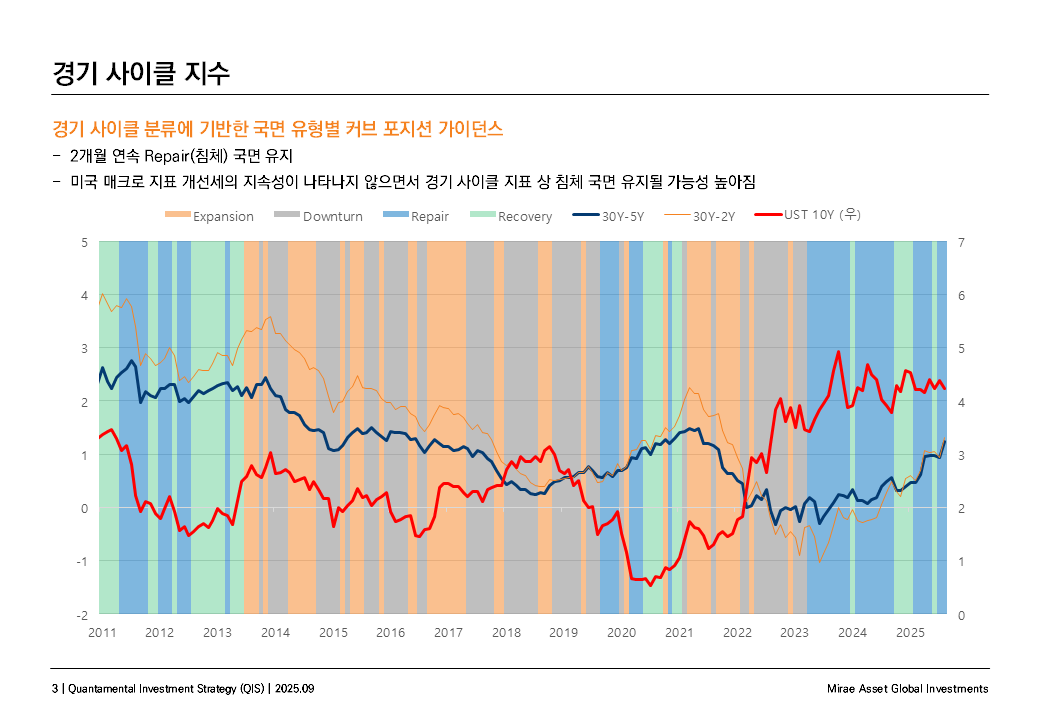 경기 사이클 지수
경기 사이클 분류에 기반한 국면 유형별 커브 포지션 가이던스
- 2개월 연속 Repair(침체) 국면 유지
- 미국 매크로 지표 개선세의 지속성이 나타나지 않으면서 경기 사이클 지표 상 침체 국면 유지될 가능성 높아짐
Expansion Downturn Repair Recovery 30Y-5Y 30Y-2Y UST 10Y (우)
5 7
4 6
3 5
2 4
1 3
0 2
-1 1
-2 0
2011 2012 2013 2014 2015 2016 2017 2018 2019 2020 2021 2022 2023 2024 2025
3 | Quantamental Investment Strategy (QIS) | 2025.09 Mirae Asset Global Investments